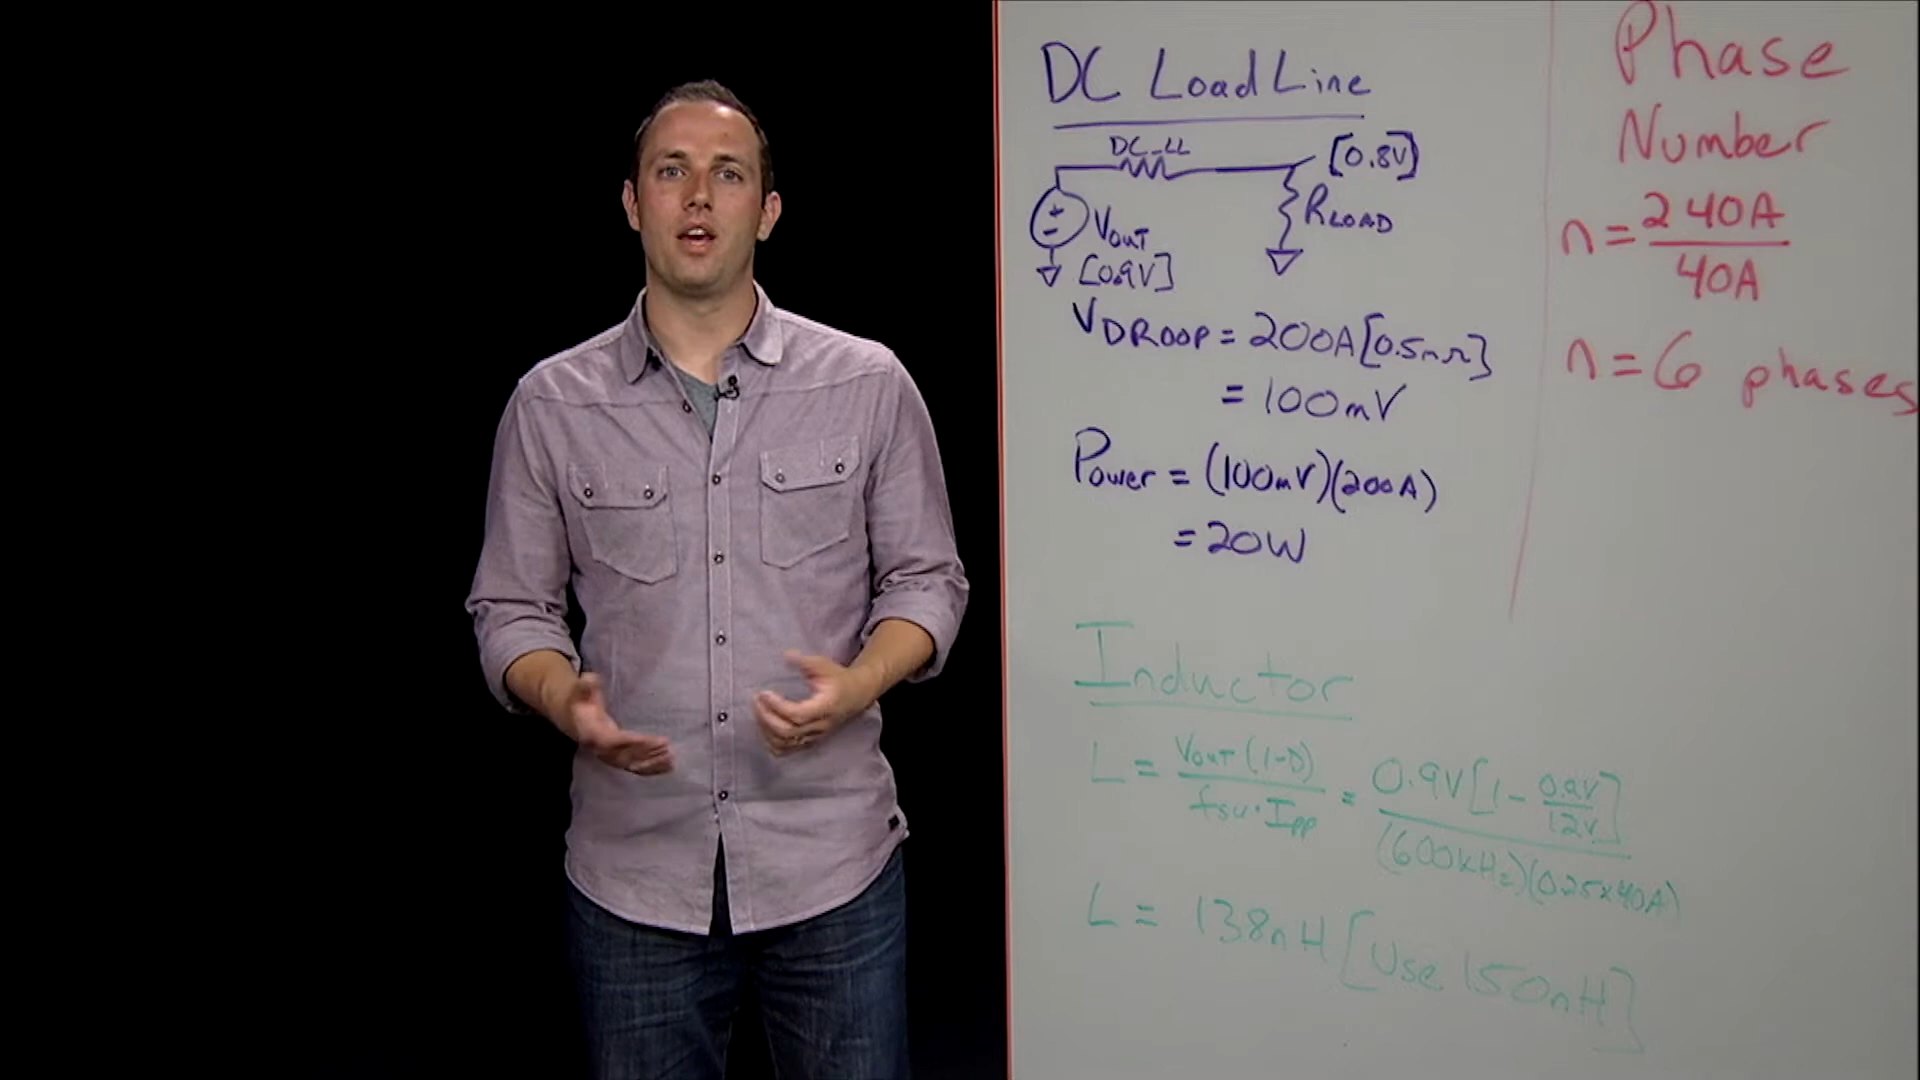 DC Load Line
DC_LL
[0.8V]
RLOAD
VOUT
[0.9V]
VDROOP = 200A[0.5mΩ]
= 100mV
Power = (100mV)(200A)
= 20W
Phase
Number
n = 240A
40A
n = 6 phases
Inductor
L = VOUT (1-D) / fsw · IPP = 0.9V[1 - 0.9V/12V] / (600kHz)(0.25x40A)
L = 138nH [Use 150nH]